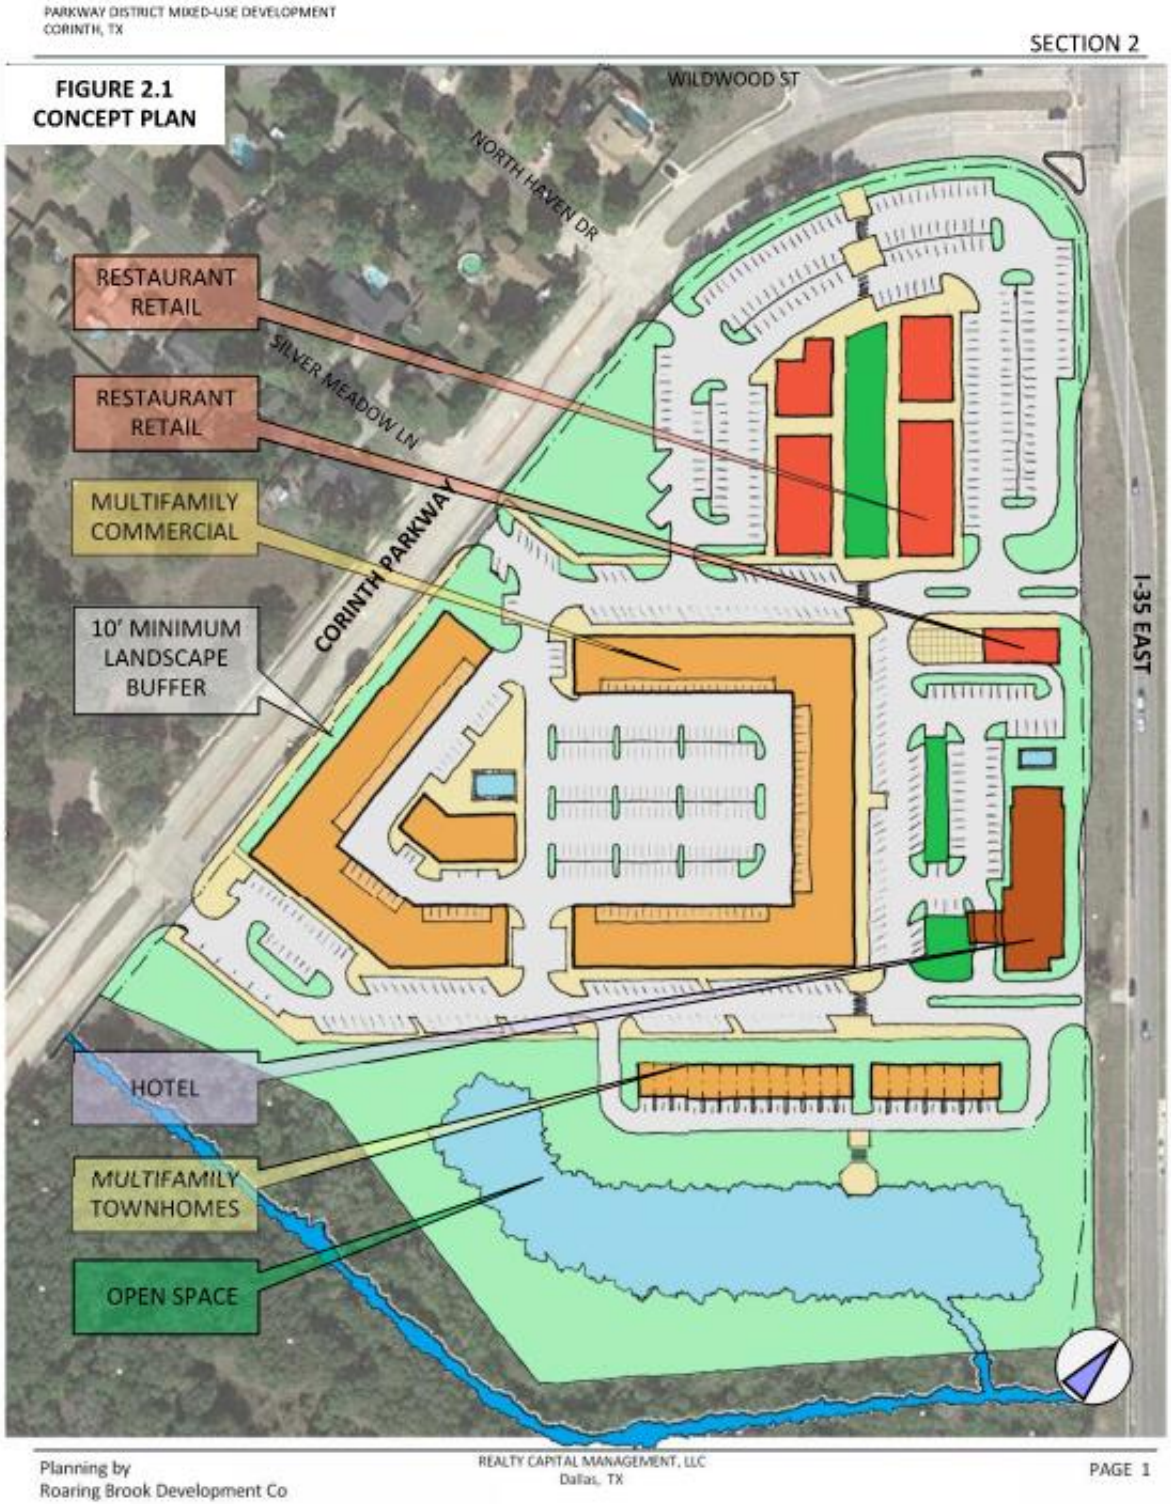 PARKWAY DISTRICT MIXED-USE DEVELOPMENT
CORINTH, TX
SECTION 2
FIGURE 2.1
CONCEPT PLAN
WILDWOOD ST
NORTH HAVEN DR
RESTAURANT
RETAIL
SILVER MEADOW LN
RESTAURANT
RETAIL
MULTIFAMILY
COMMERCIAL
CORINTH PARKWAY
I-35 EAST
10' MINIMUM
LANDSCAPE
BUFFER
HOTEL
MULTIFAMILY
TOWNHOMES
OPEN SPACE
Planning by
Roaring Brook Development Co
REALTY CAPITAL MANAGEMENT, LLC
Dallas, TX
PAGE 1